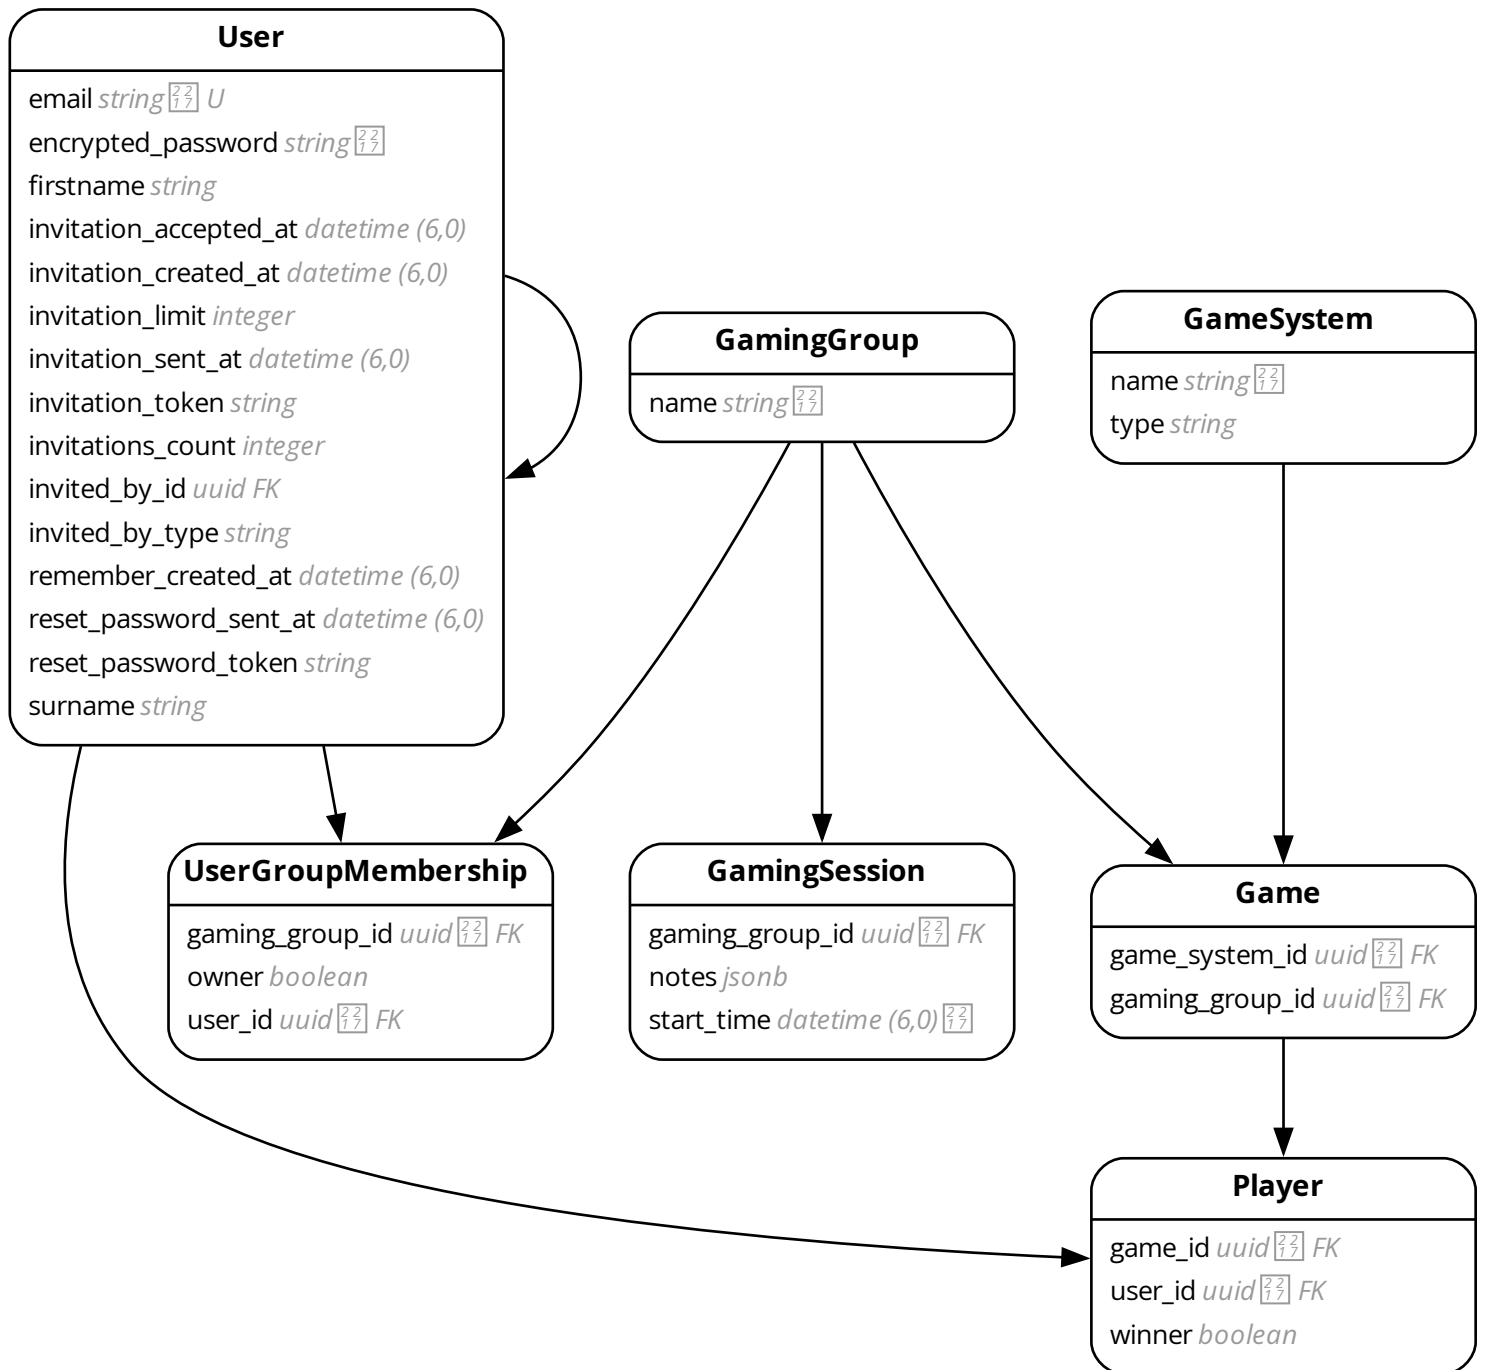 User
email string ∗ U
encrypted_password string ∗
firstname string
invitation_accepted_at datetime (6,0)
invitation_created_at datetime (6,0)
invitation_limit integer
invitation_sent_at datetime (6,0)
invitation_token string
invitations_count integer
invited_by_id uuid FK
invited_by_type string
remember_created_at datetime (6,0)
reset_password_sent_at datetime (6,0)
reset_password_token string
surname string
GamingGroup
name string ∗
GameSystem
name string ∗
type string
UserGroupMembership
gaming_group_id uuid ∗ FK
owner boolean
user_id uuid ∗ FK
GamingSession
gaming_group_id uuid ∗ FK
notes jsonb
start_time datetime (6,0) ∗
Game
game_system_id uuid ∗ FK
gaming_group_id uuid ∗ FK
Player
game_id uuid ∗ FK
user_id uuid ∗ FK
winner boolean